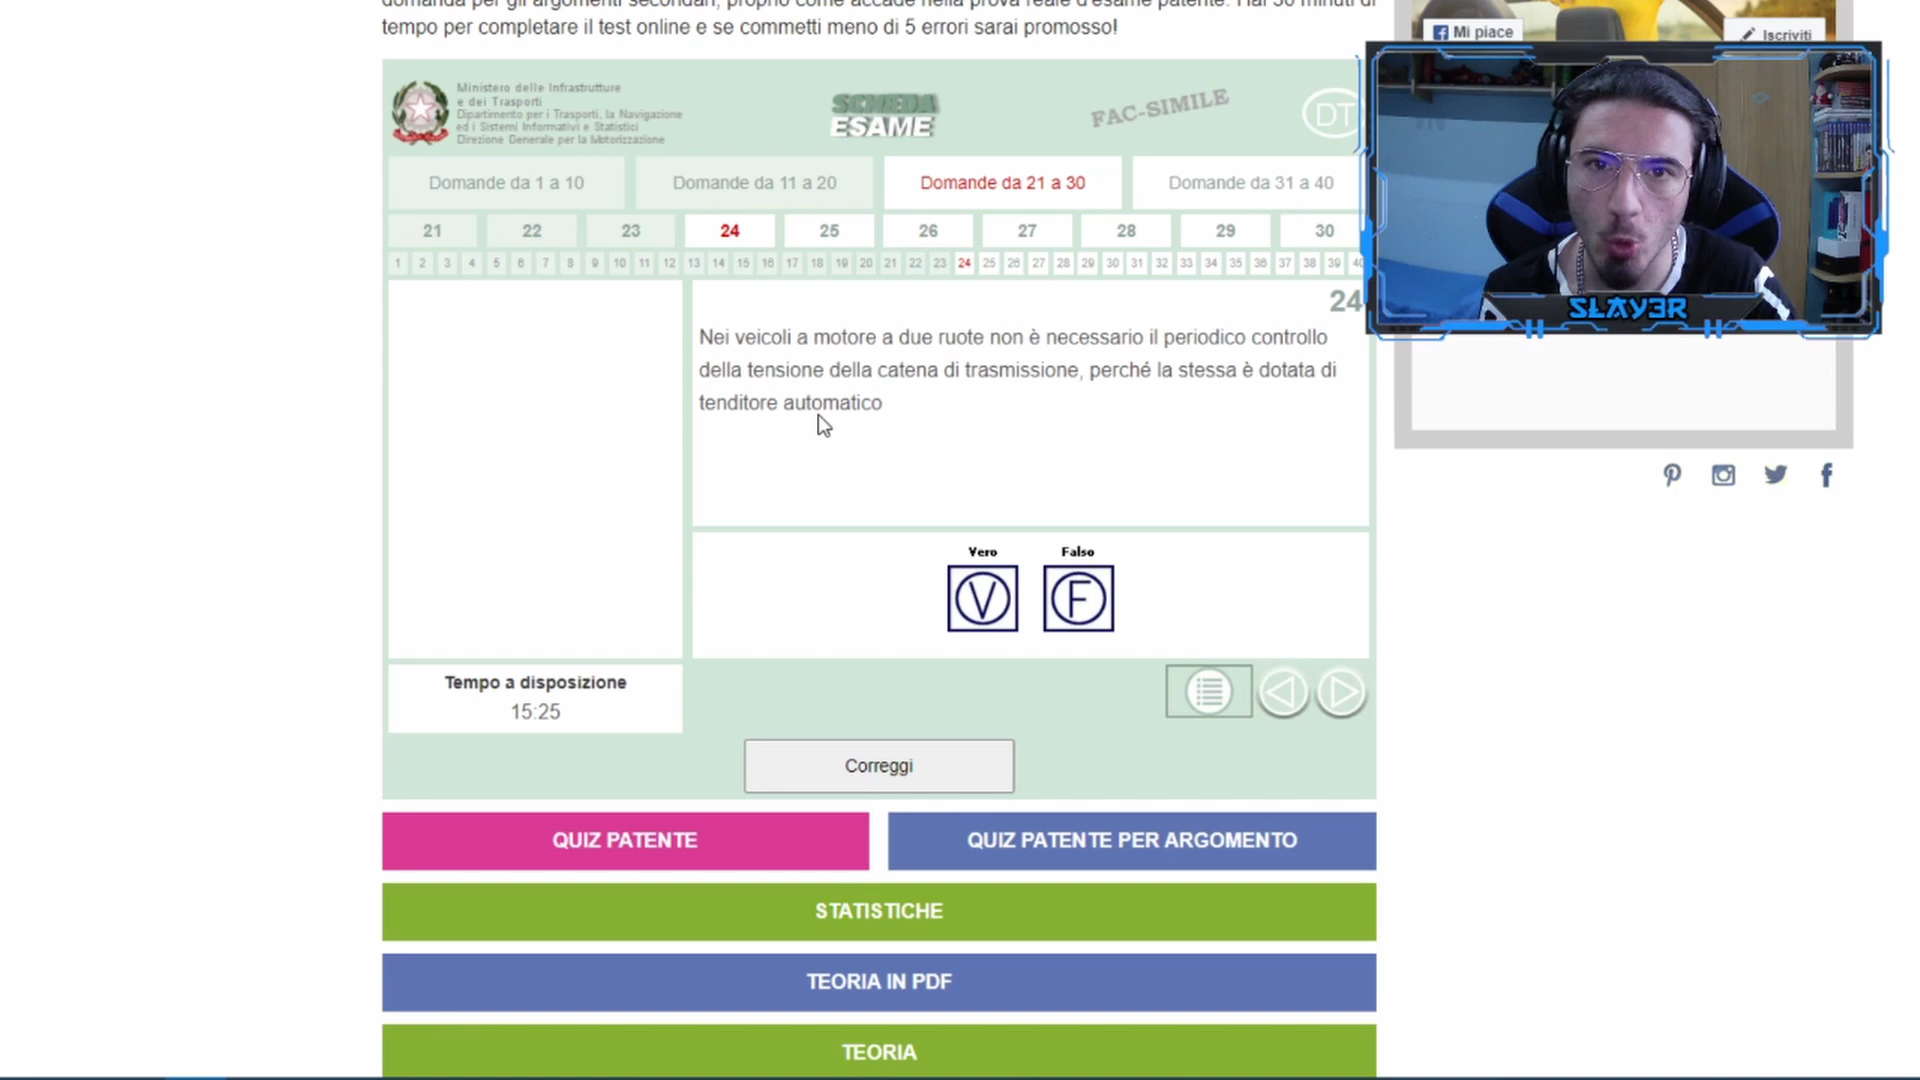 tempo per completare il test online e se commetti meno di 5 errori sarai promosso!
Mi piace
Iscriviti
Ministero delle Infrastrutture
e dei Trasporti
Dipartimento per i Trasporti, la Navigazione
ed i Sistemi Informativi e Statistici
Direzione Generale per la Motorizzazione
SCHEDA
ESAME
FAC-SIMILE
DT
Domande da 1 a 10 Domande da 11 a 20 Domande da 21 a 30 Domande da 31 a 40
21 22 23 24 25 26 27 28 29 30
1 2 3 4 5 6 7 8 9 10 11 12 13 14 15 16 17 18 19 20 21 22 23 24 25 26 27 28 29 30 31 32 33 34 35 36 37 38 39
24
SLAY3R
Nei veicoli a motore a due ruote non è necessario il periodico controllo
della tensione della catena di trasmissione, perché la stessa è dotata di
tenditore automatico
Vero Falso
V F
Tempo a disposizione
15:25
Correggi
QUIZ PATENTE
QUIZ PATENTE PER ARGOMENTO
STATISTICHE
TEORIA IN PDF
TEORIA